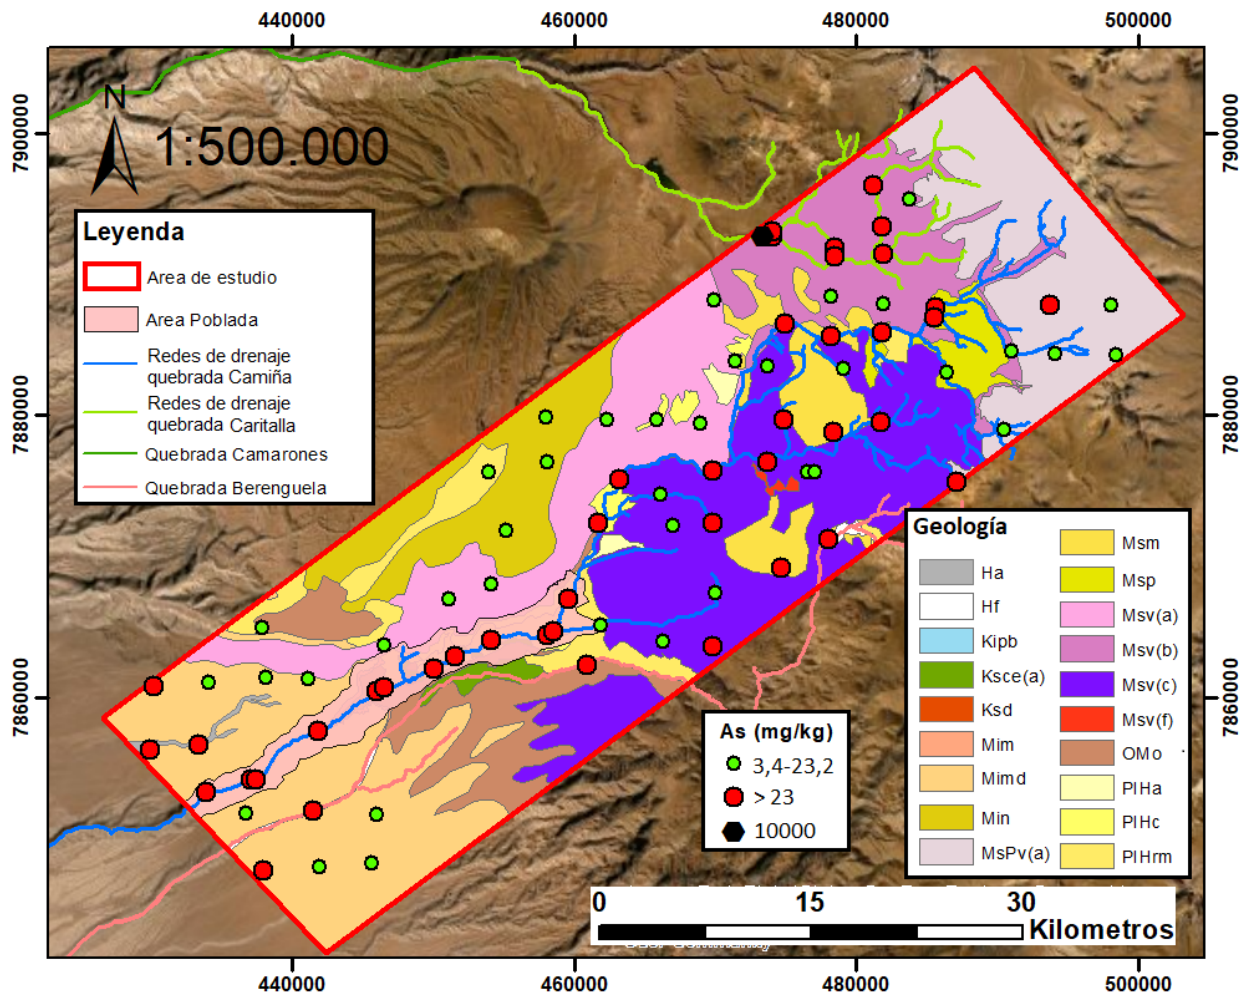 440000
460000
480000
500000
7900000
7880000
7860000
7900000
7880000
7860000
N
1:500.000
Leyenda
Area de estudio
Area Poblada
Redes de drenaje
quebrada Camiña
Redes de drenaje
quebrada Caritalla
Quebrada Camarones
Quebrada Berenguela
Geología
Ha
Hf
Kipb
Ksce(a)
Ksd
Mim
Mimd
Min
MsPv(a)
Msm
Msp
Msv(a)
Msv(b)
Msv(c)
Msv(f)
OMo
PlHa
PlHc
PlHrm
As (mg/kg)
3,4-23,2
> 23
10000
0
15
30
Kilometros
440000
460000
480000
500000